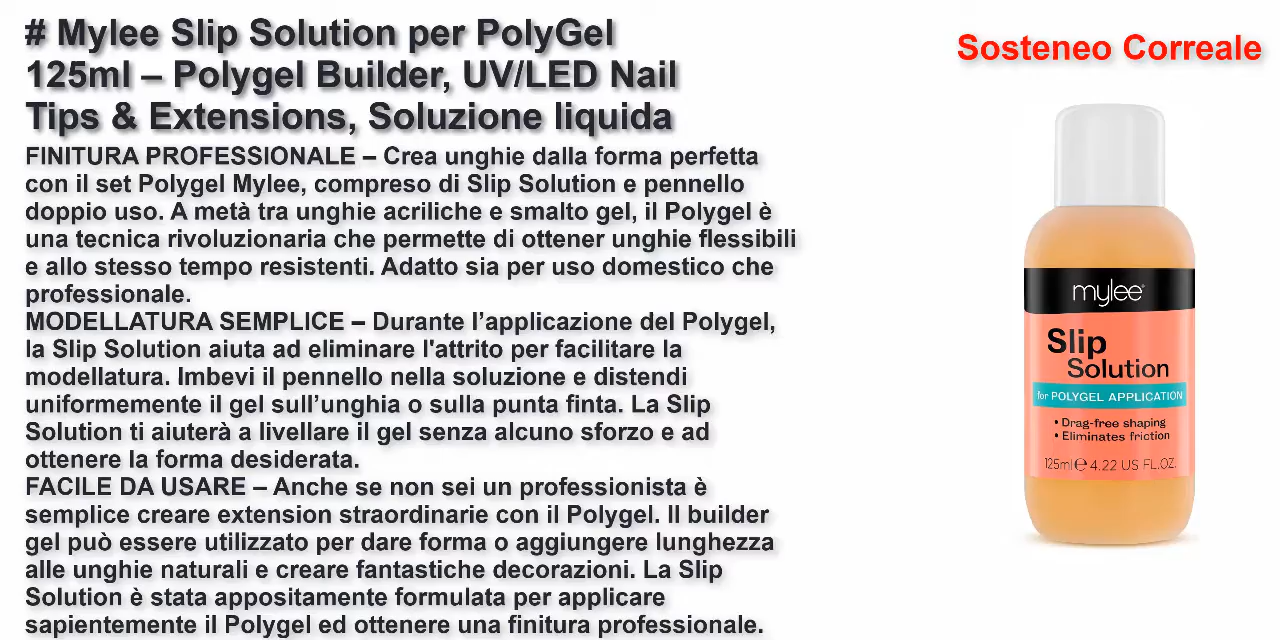 # Mylee Slip Solution per PolyGel
125ml – Polygel Builder, UV/LED Nail
Tips & Extensions, Soluzione liquida
FINITURA PROFESSIONALE – Crea unghie dalla forma perfetta
con il set Polygel Mylee, compreso di Slip Solution e pennello
doppio uso. A metà tra unghie acriliche e smalto gel, il Polygel è
una tecnica rivoluzionaria che permette di ottener unghie flessibili
e allo stesso tempo resistenti. Adatto sia per uso domestico che
professionale.
MODELLATURA SEMPLICE – Durante l’applicazione del Polygel,
la Slip Solution aiuta ad eliminare l'attrito per facilitare la
modellatura. Imbevi il pennello nella soluzione e distendi
uniformemente il gel sull’unghia o sulla punta finta. La Slip
Solution ti aiuterà a livellare il gel senza alcuno sforzo e ad
ottenere la forma desiderata.
FACILE DA USARE – Anche se non sei un professionista è
semplice creare extension straordinarie con il Polygel. Il builder
gel può essere utilizzato per dare forma o aggiungere lunghezza
alle unghie naturali e creare fantastiche decorazioni. La Slip
Solution è stata appositamente formulata per applicare
sapientemente il Polygel ed ottenere una finitura professionale.
Sosteneo Correale
mylee
Slip
Solution
for POLYGEL APPLICATION
• Drag-free shaping
• Eliminates friction
125ml ℮ 4.22 US FL.OZ.